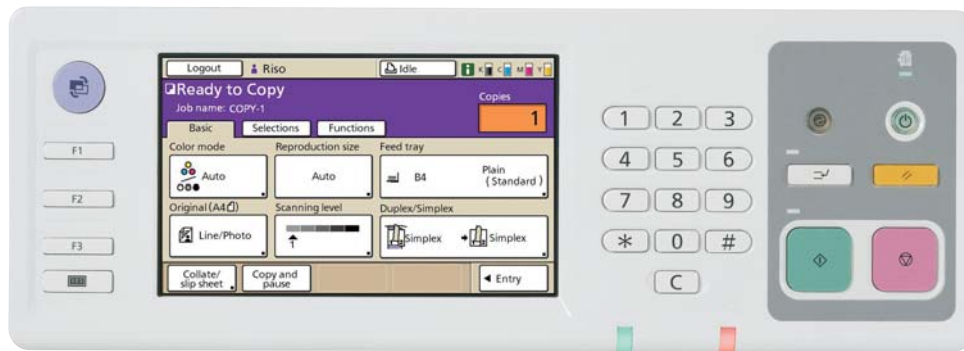 Logout
Riso
Idle
i K C M Y
Ready to Copy
Job name: COPY-1
Copies
1
Basic
Selections
Functions
Color mode
Reproduction size
Feed tray
Auto
Auto
B4
Plain
(Standard)
Original (A4)
Scanning level
Duplex/Simplex
Line/Photo
1
Simplex
Simplex
Collate/
slip sheet
Copy and
pause
Entry
F1
F2
F3
1 2 3
4 5 6
7 8 9
* 0 #
C